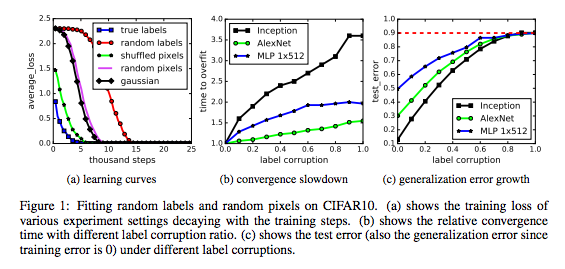 2.5
2.0
1.5
1.0
0.5
0.0
average_loss
true labels
random labels
shuffled pixels
random pixels
gaussian
0 5 10 15 20 25
thousand steps
(a) learning curves
4.0
3.5
3.0
2.5
2.0
1.5
1.0
time to overfit
Inception
AlexNet
MLP 1x512
0.0 0.2 0.4 0.6 0.8 1.0
label corruption
(b) convergence slowdown
1.0
0.9
0.8
0.7
0.6
0.5
0.4
0.3
0.2
0.1
0.0
test_error
Inception
AlexNet
MLP 1x512
0.0 0.2 0.4 0.6 0.8 1.0
label corruption
(c) generalization error growth
Figure 1: Fitting random labels and random pixels on CIFAR10. (a) shows the training loss of
various experiment settings decaying with the training steps. (b) shows the relative convergence
time with different label corruption ratio. (c) shows the test error (also the generalization error since
training error is 0) under different label corruptions.